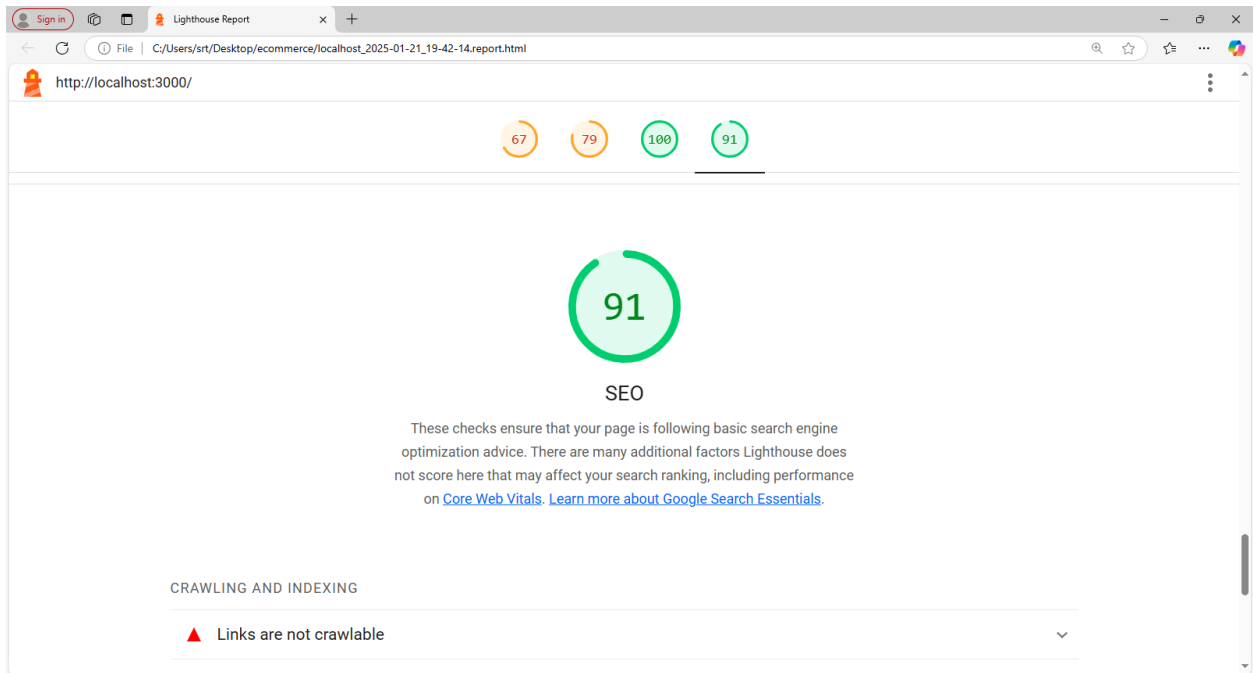 Sign in
Lighthouse Report
File
C:/Users/srt/Desktop/ecommerce/localhost_2025-01-21_19-42-14.report.html
http://localhost:3000/
67 79 100 91
91
SEO
These checks ensure that your page is following basic search engine
optimization advice. There are many additional factors Lighthouse does
not score here that may affect your search ranking, including performance
on Core Web Vitals. Learn more about Google Search Essentials.
CRAWLING AND INDEXING
Links are not crawlable